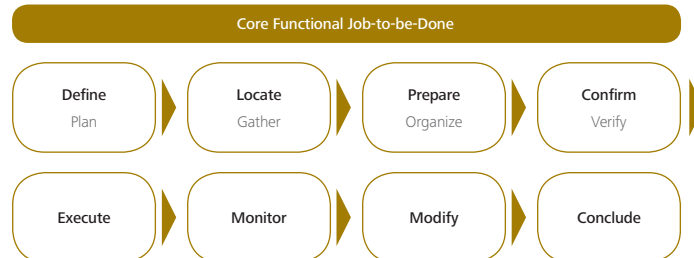 Core Functional Job-to-be-Done
Define
Plan
Locate
Gather
Prepare
Organize
Confirm
Verify
Execute
Monitor
Modify
Conclude